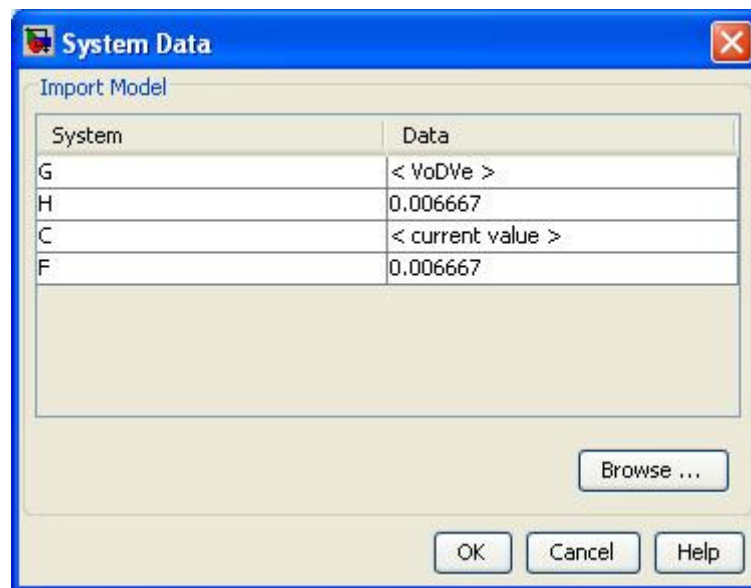 System Data
Import Model
System Data
G < VoDVe >
H 0.006667
C < current value >
F 0.006667
Browse ...
OK Cancel Help